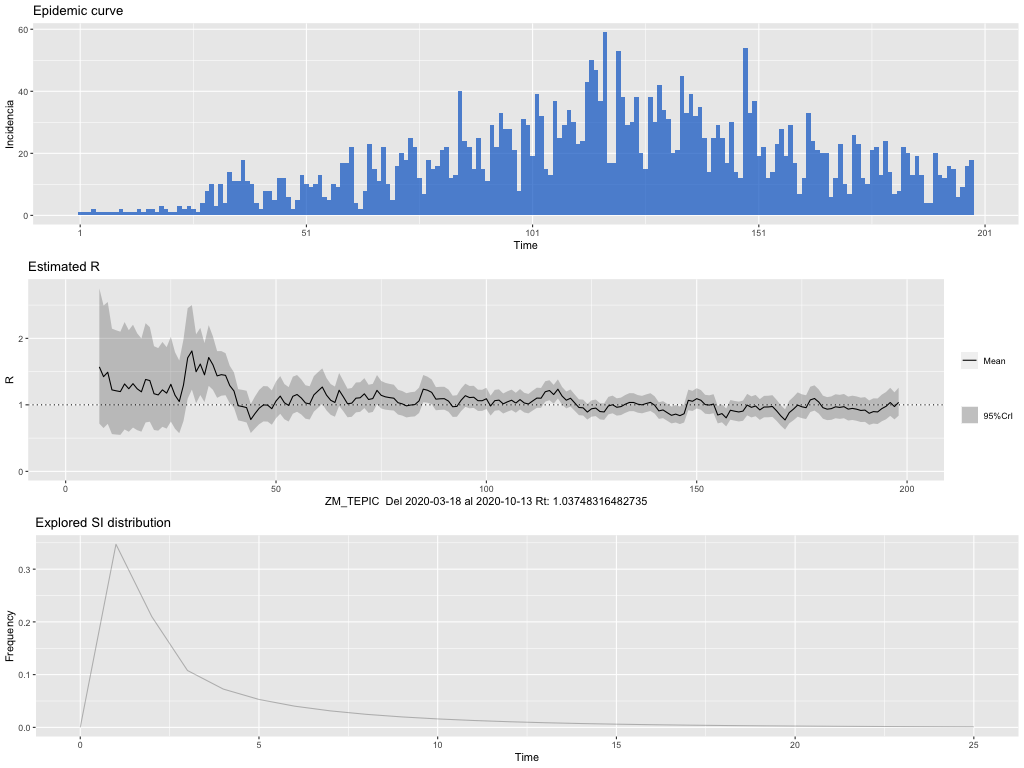 Epidemic curve
60
40
20
0
Incidencia
1 51 101 151 201
Time
Estimated R
2
1
0
R
0 50 100 150 200
ZM_TEPIC Del 2020-03-18 al 2020-10-13 Rt: 1.03748316482735
Mean
95%CrI
Explored SI distribution
0.3
0.2
0.1
0.0
Frequency
0 5 10 15 20 25
Time